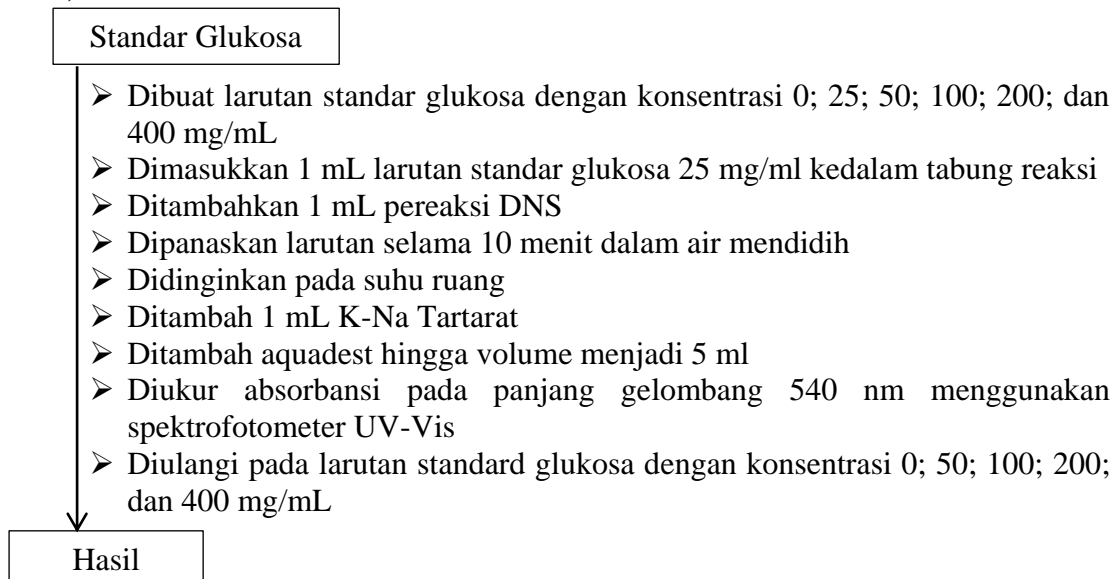 Standar Glukosa
➢ Dibuat larutan standar glukosa dengan konsentrasi 0; 25; 50; 100; 200; dan
400 mg/mL
➢ Dimasukkan 1 mL larutan standar glukosa 25 mg/ml kedalam tabung reaksi
➢ Ditambahkan 1 mL pereaksi DNS
➢ Dipanaskan larutan selama 10 menit dalam air mendidih
➢ Didinginkan pada suhu ruang
➢ Ditambah 1 mL K-Na Tartarat
➢ Ditambah aquadest hingga volume menjadi 5 ml
➢ Diukur absorbansi pada panjang gelombang 540 nm menggunakan
spektrofotometer UV-Vis
➢ Diulangi pada larutan standard glukosa dengan konsentrasi 0; 50; 100; 200;
dan 400 mg/mL
Hasil